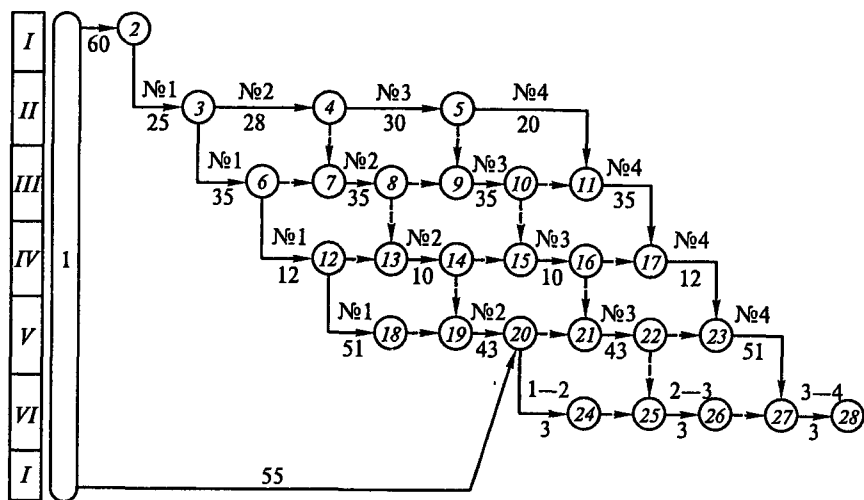 I 60 2
№1 №2 №3 №4
II 25 3 28 4 30 5 20
№1 №2 №3 №4
III 35 6 7 35 8 9 35 10 11 35
№1 №2 №3 №4
IV 1 12 12 13 10 14 15 10 16 17 12
№1 №2 №3 №4
V 51 18 19 43 20 21 43 22 23 51
1—2 2—3 3—4
VI 3 24 25 3 26 27 3 28
I 55